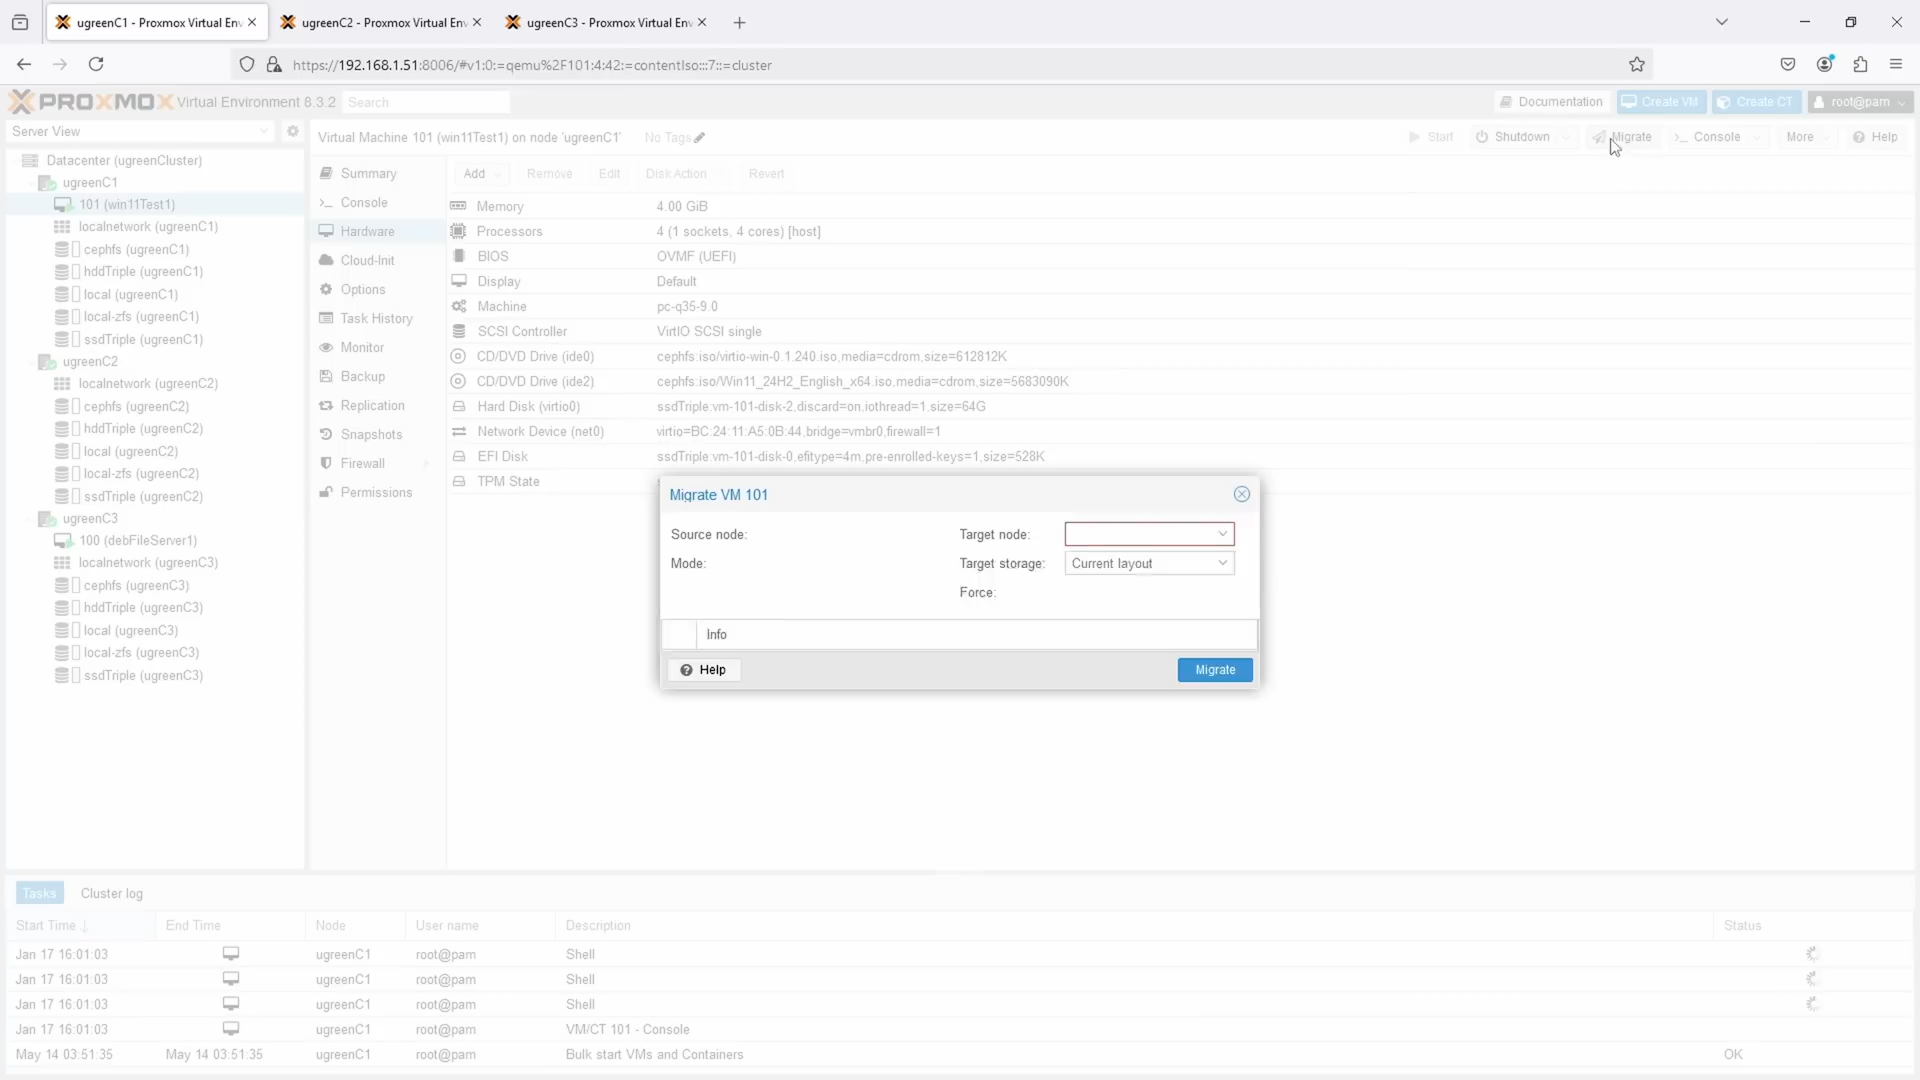 ugreenC1 - Proxmox Virtual Env
ugreenC2 - Proxmox Virtual Env
ugreenC3 - Proxmox Virtual Env
https://192.168.1.51:8006/#v1:0:=qemu%2F101:4:42:=contentIso:::7::=cluster
PROXMOX Virtual Environment 8.3.2
Search
Documentation
Create VM
Create CT
root@pam
Server View
Virtual Machine 101 (win11Test1) on node 'ugreenC1'
No Tags
Start
Shutdown
Migrate
Console
More
Help
Datacenter (ugreenCluster)
ugreenC1
101 (win11Test1)
localnetwork (ugreenC1)
cephfs (ugreenC1)
hddTriple (ugreenC1)
local (ugreenC1)
local-zfs (ugreenC1)
ssdTriple (ugreenC1)
ugreenC2
localnetwork (ugreenC2)
cephfs (ugreenC2)
hddTriple (ugreenC2)
local (ugreenC2)
local-zfs (ugreenC2)
ssdTriple (ugreenC2)
ugreenC3
100 (debFileServer1)
localnetwork (ugreenC3)
cephfs (ugreenC3)
hddTriple (ugreenC3)
local (ugreenC3)
local-zfs (ugreenC3)
ssdTriple (ugreenC3)
Summary
Console
Hardware
Cloud-Init
Options
Task History
Monitor
Backup
Replication
Snapshots
Firewall
Permissions
Add
Remove
Edit
Disk Action
Revert
Memory 4.00 GiB
Processors 4 (1 sockets, 4 cores) [host]
BIOS OVMF (UEFI)
Display Default
Machine pc-q35-9.0
SCSI Controller VirtIO SCSI single
CD/DVD Drive (ide0) cephfs:iso/virtio-win-0.1.240.iso,media=cdrom,size=612812K
CD/DVD Drive (ide2) cephfs:iso/Win11_24H2_English_x64.iso,media=cdrom,size=5683090K
Hard Disk (virtio0) ssdTriple:vm-101-disk-2,discard=on,iothread=1,size=64G
Network Device (net0) virtio=BC:24:11:A5:0B:44,bridge=vmbr0,firewall=1
EFI Disk ssdTriple:vm-101-disk-0,efitype=4m,pre-enrolled-keys=1,size=528K
TPM State
Migrate VM 101
Source node:
Target node:
Mode:
Target storage: Current layout
Force:
Info
Help
Migrate
Tasks
Cluster log
Start Time End Time Node User name Description Status
Jan 17 16:01:03 ugreenC1 root@pam Shell
Jan 17 16:01:03 ugreenC1 root@pam Shell
Jan 17 16:01:03 ugreenC1 root@pam Shell
Jan 17 16:01:03 ugreenC1 root@pam VM/CT 101 - Console
May 14 03:51:35 May 14 03:51:35 ugreenC1 root@pam Bulk start VMs and Containers OK